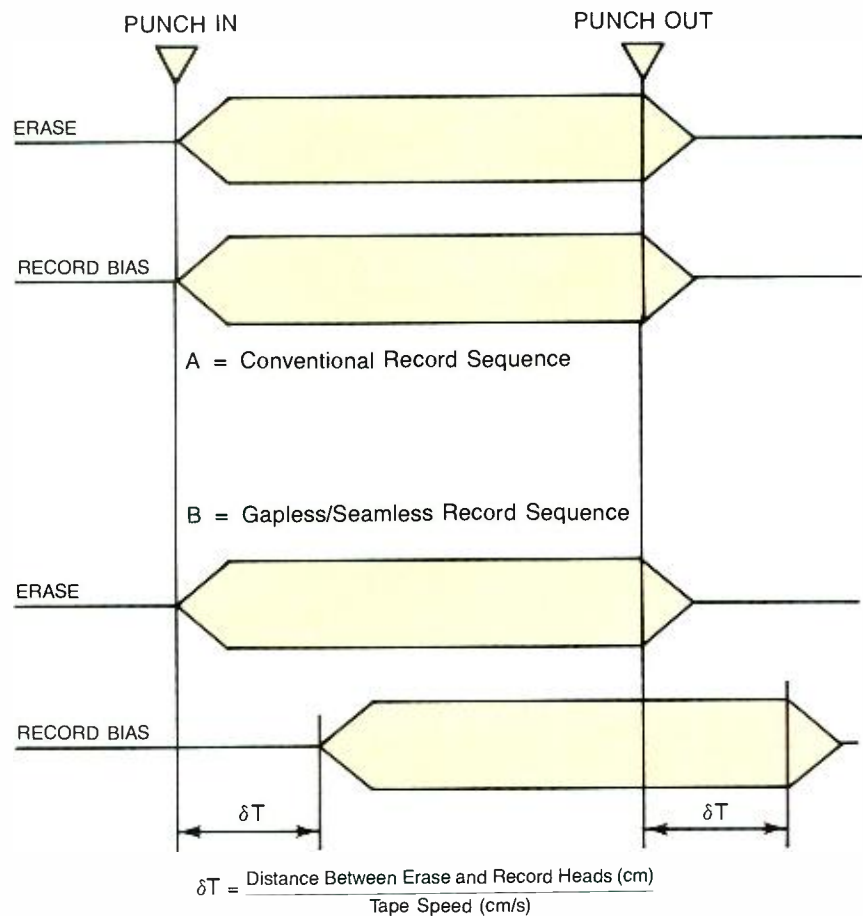 PUNCH IN
PUNCH OUT
ERASE
RECORD BIAS
A = Conventional Record Sequence
B = Gapless/Seamless Record Sequence
ERASE
RECORD BIAS
δT
δT
δT = Distance Between Erase and Record Heads (cm)
Tape Speed (cm/s)